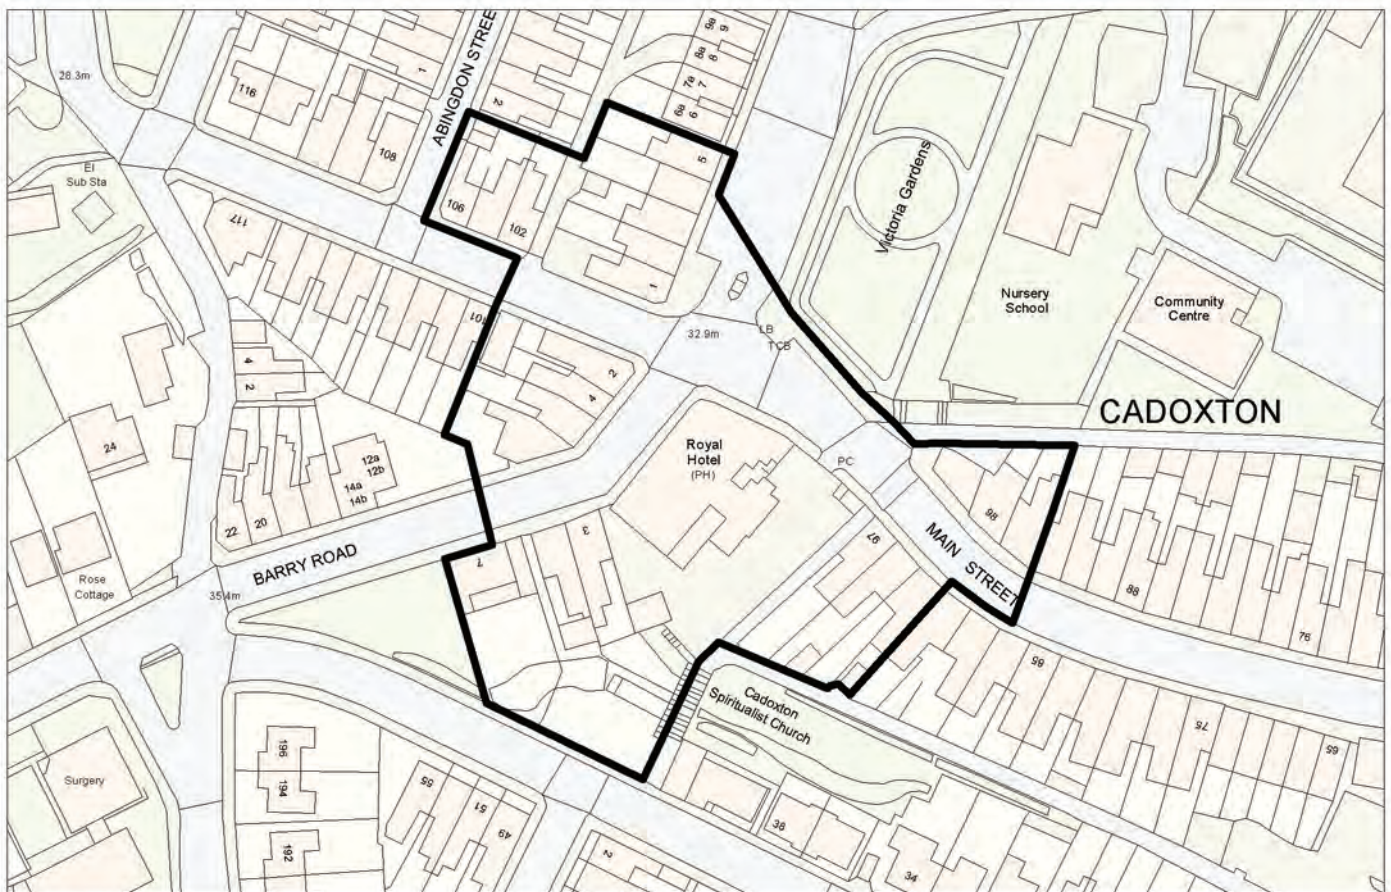 28.3m
116
1
108
ABINGDON STREET
2
9a
9
8a
8
7a
7
6a
6
5
El
Sub Sta
106
102
1
117
101
Victoria Gardens
Nursery
School
Community
Centre
32.9m
LB
TCB
2
4
4
2
CADOXTON
24
12a
12b
14a
14b
22
20
Royal
Hotel
(PH)
PC
98
97
MAIN STREET
BARRY ROAD
3
7
Rose
Cottage
35.4m
88
76
85
75
65
Cadoxton
Spiritualist Church
Surgery
196
194
192
55
51
49
2
38
34